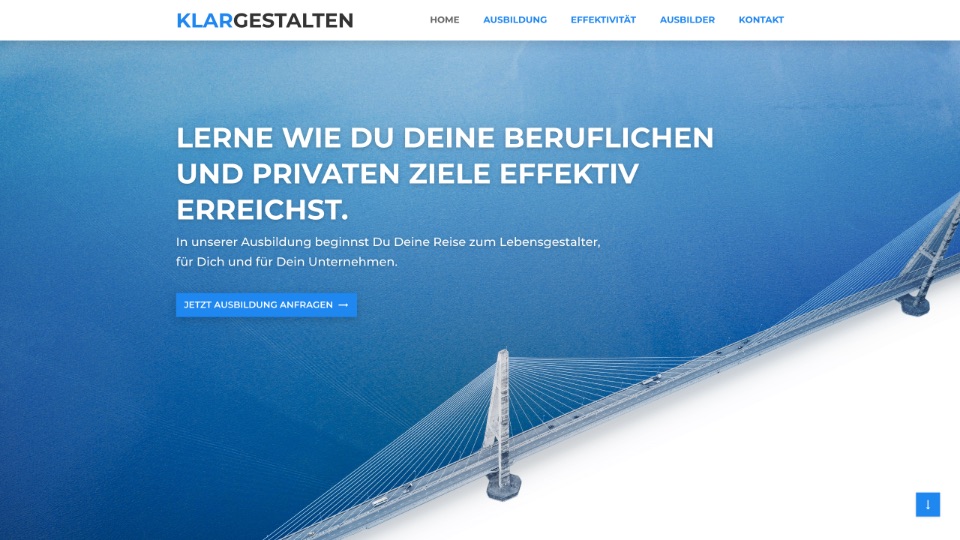 KLARGESTALTEN
HOME AUSBILDUNG EFFEKTIVITÄT AUSBILDER KONTAKT
LERNE WIE DU DEINE BERUFLICHEN
UND PRIVATEN ZIELE EFFEKTIV
ERREICHST.
In unserer Ausbildung beginnst Du Deine Reise zum Lebensgestalter,
für Dich und für Dein Unternehmen.
JETZT AUSBILDUNG ANFRAGEN →